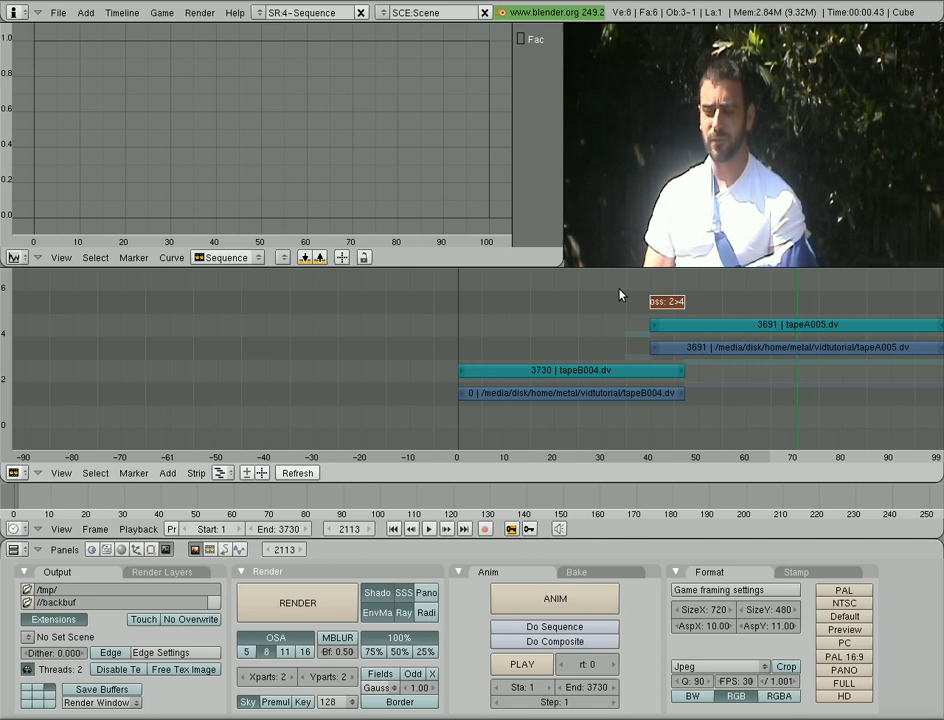 File Add Timeline Game Render Help SR:4-Sequence SCE:Scene www.blender.org 249.2 Ve:8 | Fa:6 | Ob:3-1 | La:1 | Mem:2.84M (9.32M) | Time:00:00.43 | Cube
1.0
0.8
0.6
0.4
0.2
0.0
Fac
0 10 20 30 40 50 60 70 80 90 100
View Select Marker Curve Sequence
6
4
2
0
oss: 2>4
3691 | tapeA005.dv
3691 | /media/disk/home/metal/vidtutorial/tapeA005.dv
3730 | tapeB004.dv
0 | /media/disk/home/metal/vidtutorial/tapeB004.dv
-90 -80 -70 -60 -50 -40 -30 -20 -10 0 10 20 30 40 50 60 70 80 90 99
View Select Marker Add Strip Refresh
0 10 20 30 40 50 60 70 80 90 100 110 120 130 140 150 160 170 180 190 200 210 220 230 240 250
View Frame Playback Pr Start: 1 End: 3730 2113
Panels 2113
Output Render Layers
/tmp/
//backbuf
Extensions Touch No Overwrite
No Set Scene
Dither: 0.000 Edge Edge Settings
Threads: 2 Disable Te Free Tex Image
Save Buffers
Render Window
Render
RENDER
Shado SSS Pano
EnvMa Ray Radi
OSA MBLUR 100%
5 8 11 16 Bf: 0.50 75% 50% 25%
Xparts: 2 Yparts: 2 Fields Odd X
Gauss 1.00
Sky Premul Key 128 Border
Anim Bake
ANIM
Do Sequence
Do Composite
PLAY rt: 0
Sta: 1 End: 3730
Step: 1
Format Stamp
Game framing settings
SizeX: 720 SizeY: 480
AspX: 10.00 AspY: 11.00
Jpeg Crop
Q: 90 FPS: 30 / 1.001
BW RGB RGBA
PAL
NTSC
Default
Preview
PC
PAL 16:9
PANO
FULL
HD